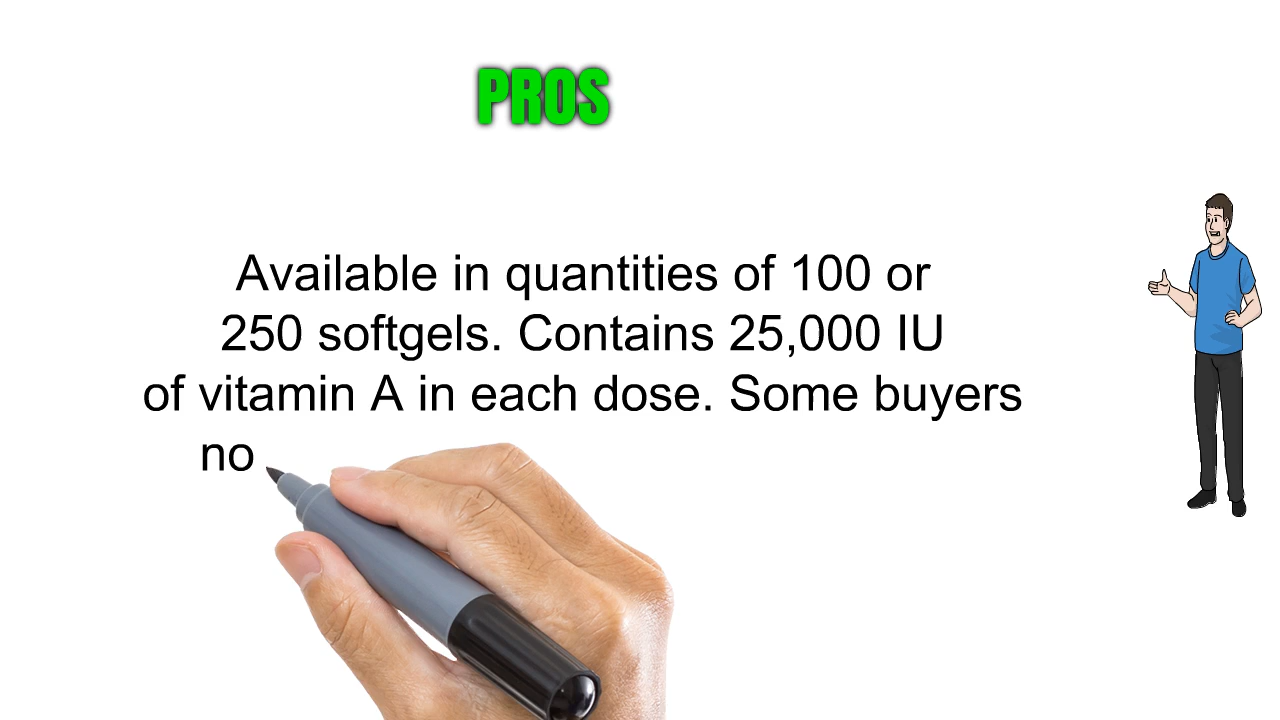 PROS
Available in quantities of 100 or
250 softgels. Contains 25,000 IU
of vitamin A in each dose. Some buyers
no